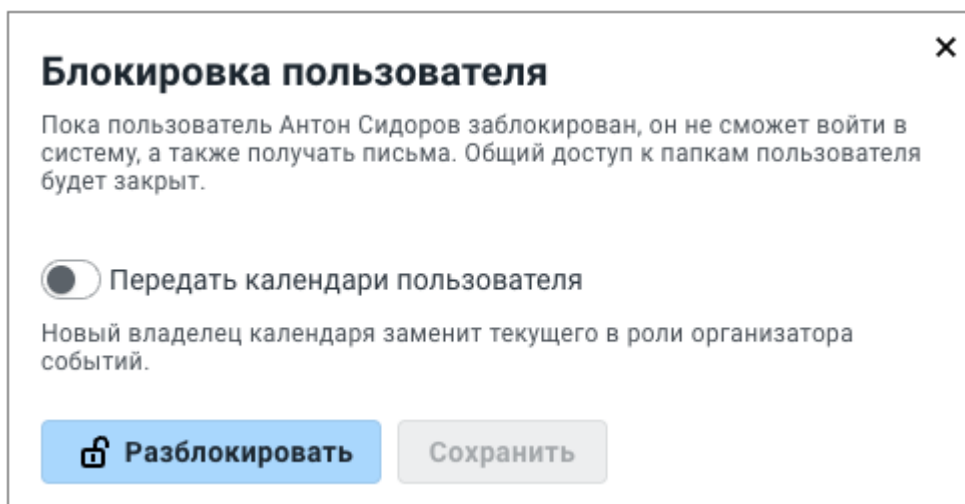 Блокировка пользователя
Пока пользователь Антон Сидоров заблокирован, он не сможет войти в
систему, а также получать письма. Общий доступ к папкам пользователя
будет закрыт.
Передать календари пользователя
Новый владелец календаря заменит текущего в роли организатора
событий.
Разблокировать
Сохранить